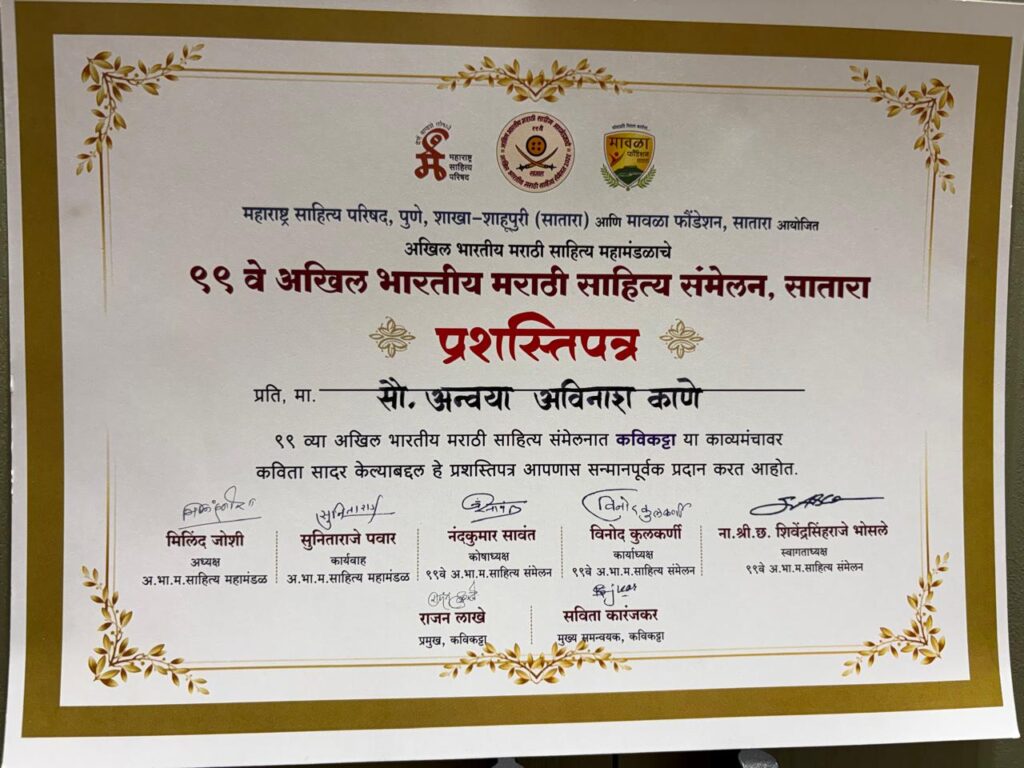 महाराष्ट्र
साहित्य
परिषद
मावळा
फौंडेशन
महाराष्ट्र साहित्य परिषद, पुणे, शाखा-शाहूपुरी (सातारा) आणि मावळा फौंडेशन, सातारा आयोजित
अखिल भारतीय मराठी साहित्य महामंडळाचे
९९ वे अखिल भारतीय मराठी साहित्य संमेलन, सातारा
प्रशस्तिपत्र
प्रति, मा. सौ. अन्वया अविनाश काणे
९९ व्या अखिल भारतीय मराठी साहित्य संमेलनात कविकट्टा या काव्यमंचावर
कविता सादर केल्याबद्दल हे प्रशस्तिपत्र आपणास सन्मानपूर्वक प्रदान करत आहोत.
सुनिताराजे विनोद कुलकर्णी
मिलिंद जोशी सुनिताराजे पवार नंदकुमार सावंत विनोद कुलकर्णी ना.श्री.छ. शिवेंद्रसिंहराजे भोसले
अध्यक्ष कार्यवाह कोषाध्यक्ष कार्याध्यक्ष स्वागताध्यक्ष
अ.भा.म.साहित्य महामंडळ अ.भा.म.साहित्य महामंडळ ९९वे अ.भा.म.साहित्य संमेलन ९९वे अ.भा.म.साहित्य संमेलन ९९वे अ.भा.म.साहित्य संमेलन
राजन लाखे सविता कारंजकर
प्रमुख, कविकट्टा मुख्य समन्वयक, कविकट्टा